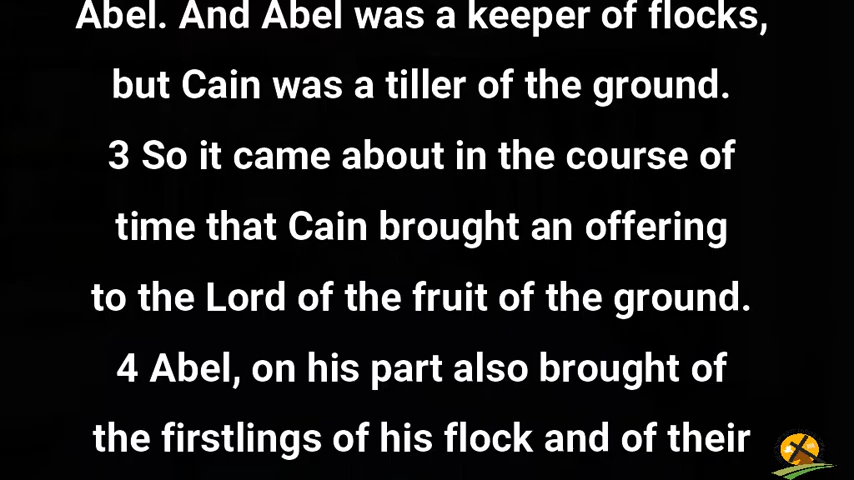 Abel. And Abel was a keeper of flocks,
but Cain was a tiller of the ground.
3 So it came about in the course of
time that Cain brought an offering
to the Lord of the fruit of the ground.
4 Abel, on his part also brought of
the firstlings of his flock and of their